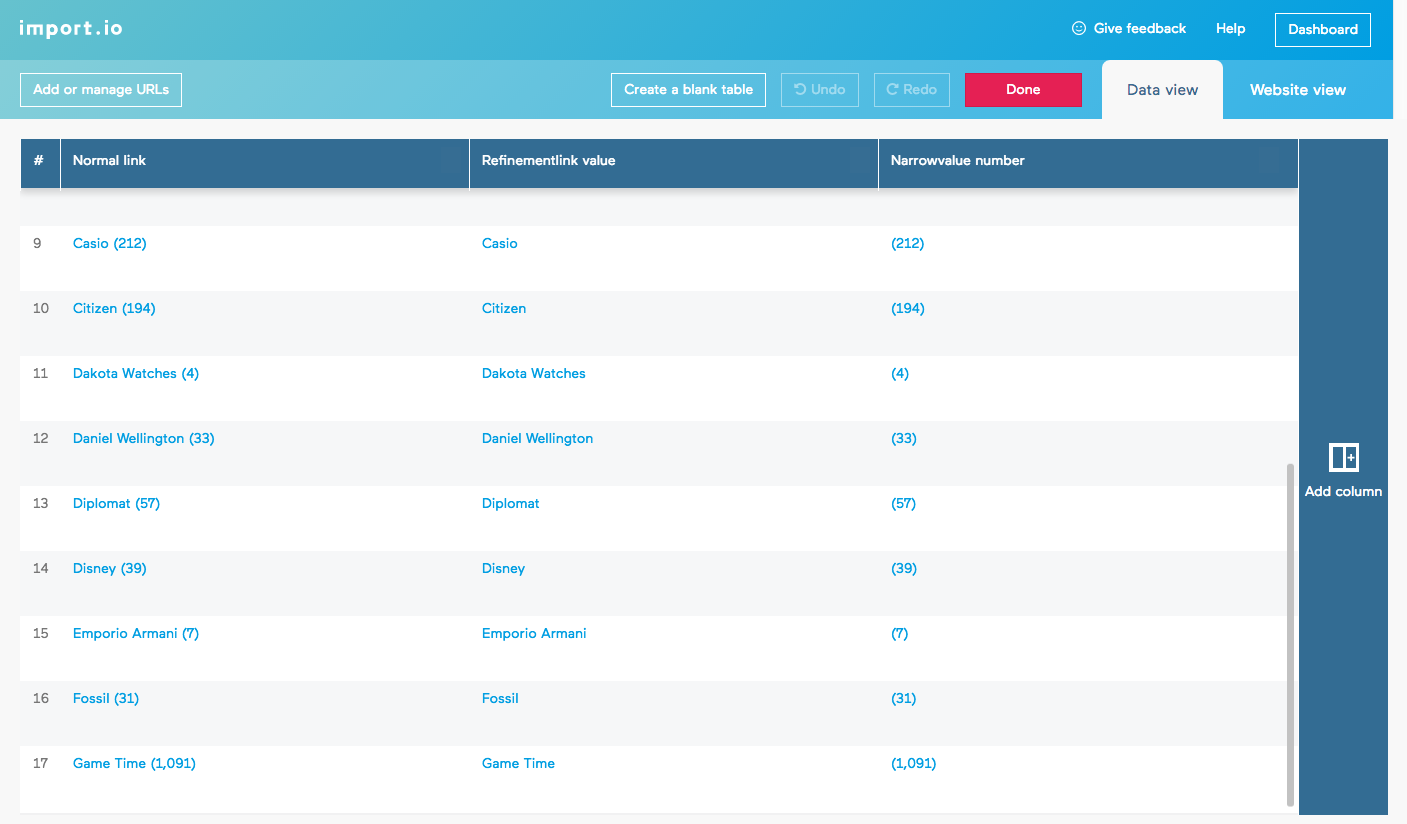 import.io
Give feedback Help Dashboard
Add or manage URLs Create a blank table Undo Redo Done Data view Website view
# Normal link Refinementlink value Narrowvalue number
9 Casio (212) Casio (212)
10 Citizen (194) Citizen (194)
11 Dakota Watches (4) Dakota Watches (4)
12 Daniel Wellington (33) Daniel Wellington (33)
Add column
13 Diplomat (57) Diplomat (57)
14 Disney (39) Disney (39)
15 Emporio Armani (7) Emporio Armani (7)
16 Fossil (31) Fossil (31)
17 Game Time (1,091) Game Time (1,091)